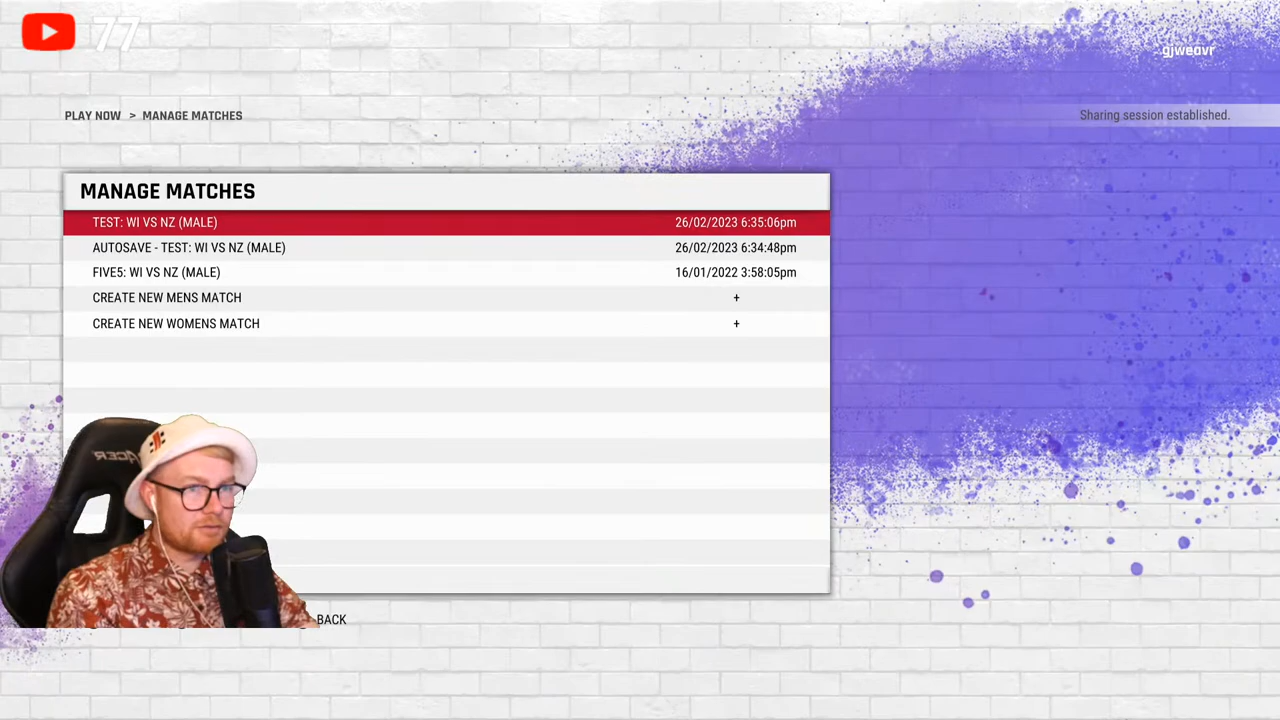 77
gjweavr
PLAY NOW > MANAGE MATCHES
Sharing session established.
MANAGE MATCHES
TEST: WI VS NZ (MALE) 26/02/2023 6:35:06pm
AUTOSAVE - TEST: WI VS NZ (MALE) 26/02/2023 6:34:48pm
FIVE5: WI VS NZ (MALE) 16/01/2022 3:58:05pm
CREATE NEW MENS MATCH +
CREATE NEW WOMENS MATCH +
BACK